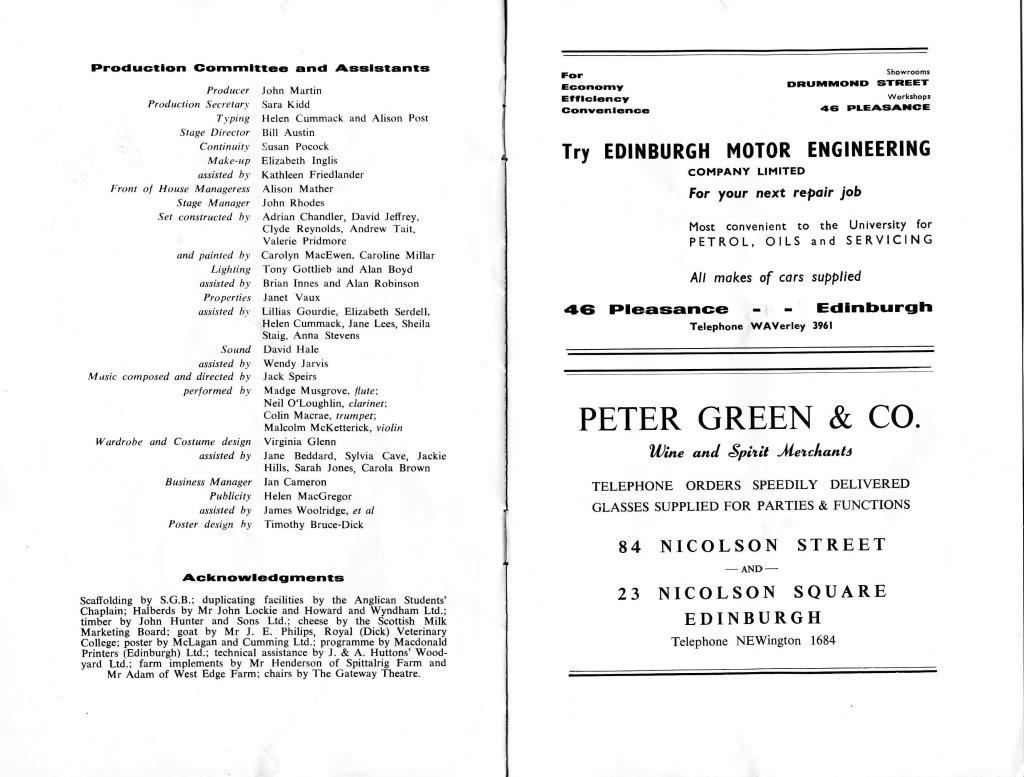 Production Committee and Assistants
Producer John Martin
Production Secretary Sara Kidd
Typing Helen Cummack and Alison Post
Stage Director Bill Austin
Continuity Susan Pocock
Make-up Elizabeth Inglis
assisted by Kathleen Friedlander
Front of House Manageress Alison Mather
Stage Manager John Rhodes
Set constructed by Adrian Chandler, David Jeffrey,
Clyde Reynolds, Andrew Tait,
Valerie Pridmore
and painted by Carolyn MacEwen, Caroline Millar
Lighting Tony Gottlieb and Alan Boyd
assisted by Brian Innes and Alan Robinson
Properties Janet Vaux
assisted by Lillias Gourdie, Elizabeth Serdell,
Helen Cummack, Jane Lees, Sheila
Staig, Anna Stevens
Sound David Hale
assisted by Wendy Jarvis
Music composed and directed by Jack Speirs
performed by Madge Musgrove, flute;
Neil O'Loughlin, clarinet;
Colin Macrae, trumpet;
Malcolm McKetterick, violin
Wardrobe and Costume design Virginia Glenn
assisted by Jane Beddard, Sylvia Cave, Jackie
Hills, Sarah Jones, Carola Brown
Business Manager Ian Cameron
Publicity Helen MacGregor
assisted by James Woolridge, et al
Poster design by Timothy Bruce-Dick
Acknowledgments
Scaffolding by S.G.B.; duplicating facilities by the Anglican Students'
Chaplain; Halberds by Mr John Lockie and Howard and Wyndham Ltd.;
timber by John Hunter and Sons Ltd.; cheese by the Scottish Milk
Marketing Board; goat by Mr J. E. Philips, Royal (Dick) Veterinary
College; poster by McLagan and Cumming Ltd.; programme by Macdonald
Printers (Edinburgh) Ltd.; technical assistance by J. & A. Huttons' Wood-
yard Ltd.; farm implements by Mr Henderson of Spittalrig Farm and
Mr Adam of West Edge Farm; chairs by The Gateway Theatre.
For
Economy
Efficiency
Convenience
Showrooms
DRUMMOND STREET
Workshops
46 PLEASANCE
Try EDINBURGH MOTOR ENGINEERING
COMPANY LIMITED
For your next repair job
Most convenient to the University for
PETROL, OILS and SERVICING
All makes of cars supplied
46 Pleasance - - Edinburgh
Telephone WAVerley 3961
PETER GREEN & CO.
Wine and Spirit Merchants
TELEPHONE ORDERS SPEEDILY DELIVERED
GLASSES SUPPLIED FOR PARTIES & FUNCTIONS
84 NICOLSON STREET
— AND —
23 NICOLSON SQUARE
EDINBURGH
Telephone NEWington 1684